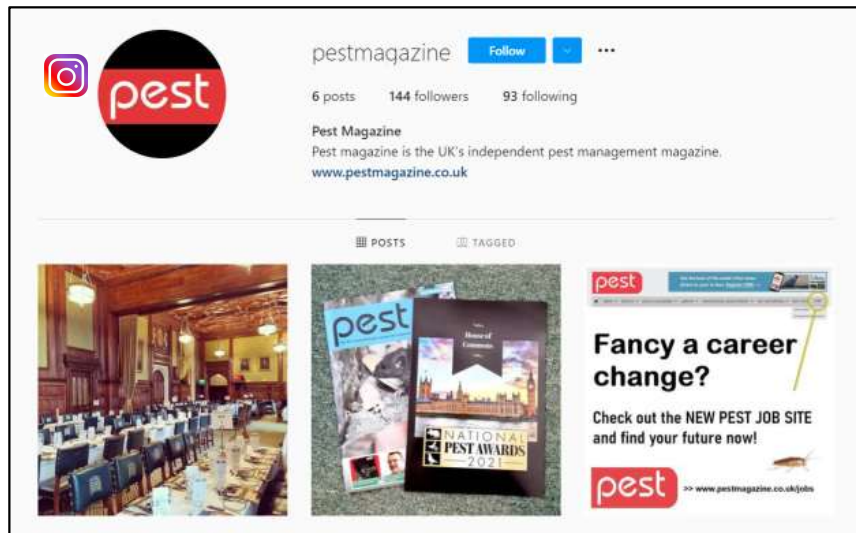 pest
pestmagazine Follow
6 posts 144 followers 93 following
Pest Magazine
Pest magazine is the UK's independent pest management magazine.
www.pestmagazine.co.uk
POSTS TAGGED
pest
House of
Commons
NATIONAL
PEST AWARDS
2021
pest
Fancy a career
change?
Check out the NEW PEST JOB SITE
and find your future now!
pest >> www.pestmagazine.co.uk/jobs